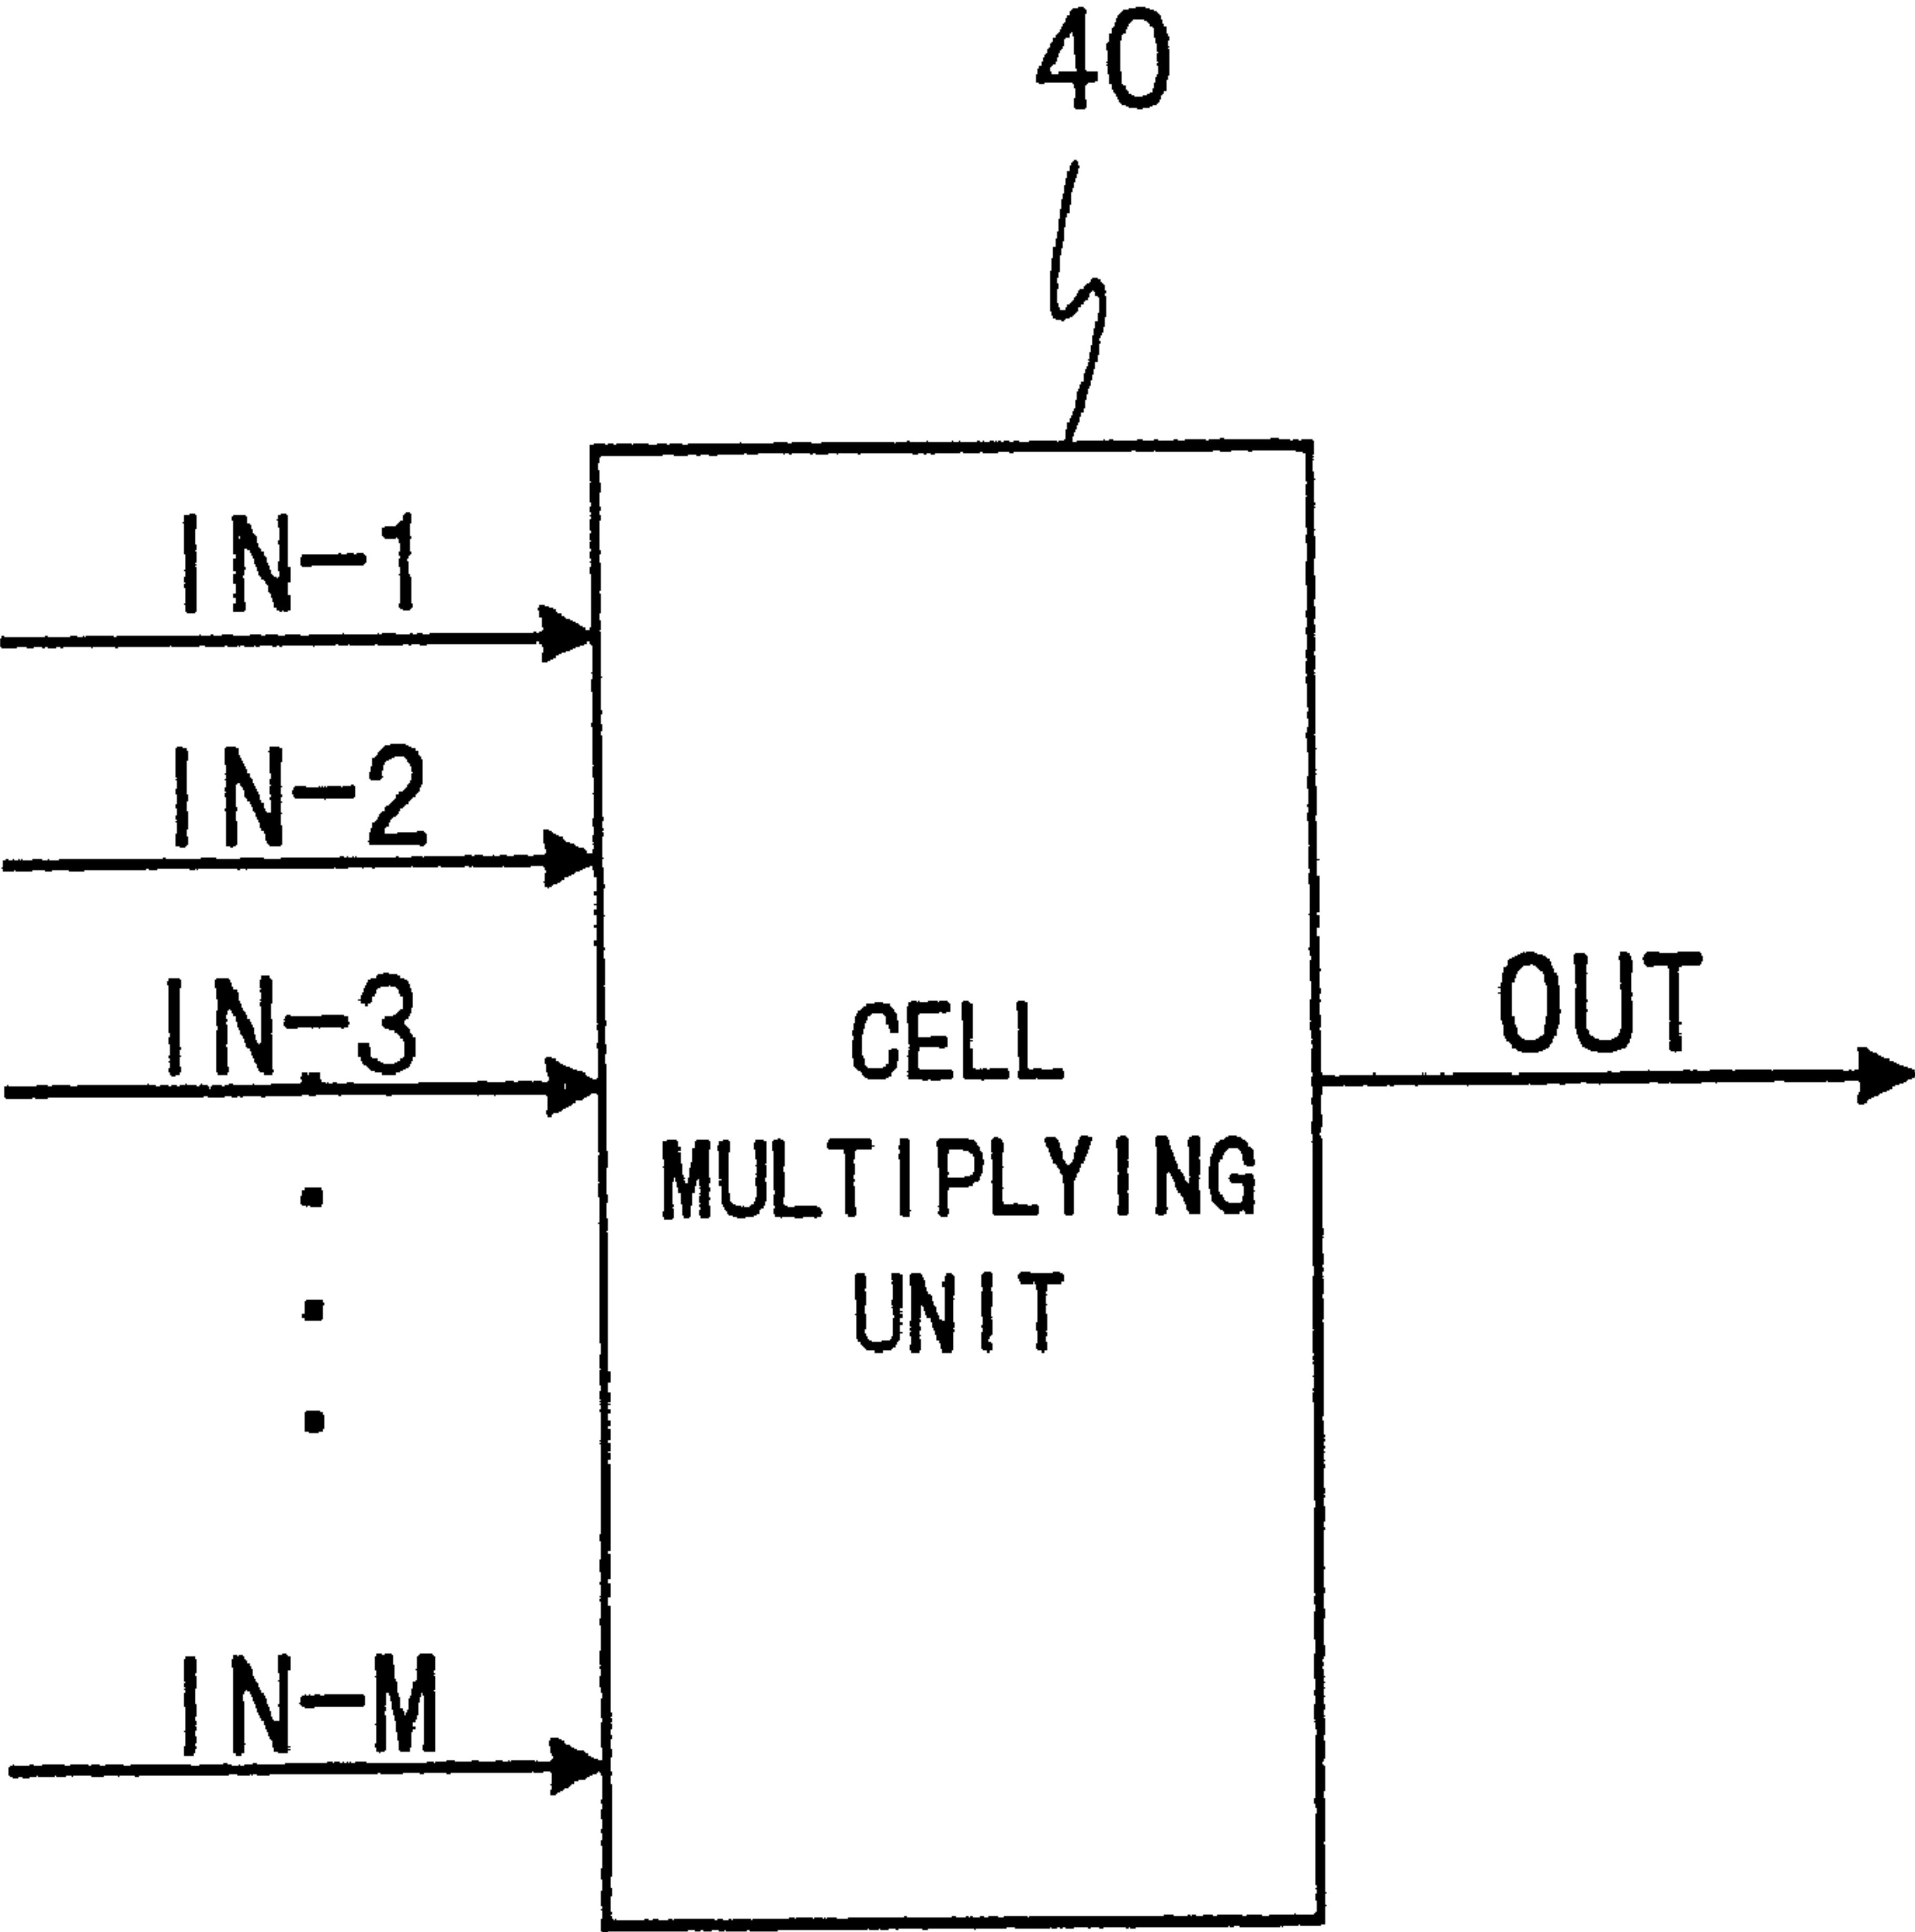 40
IN-1
IN-2
IN-3
CELL
MULTIPLYING
UNIT
OUT
IN-M